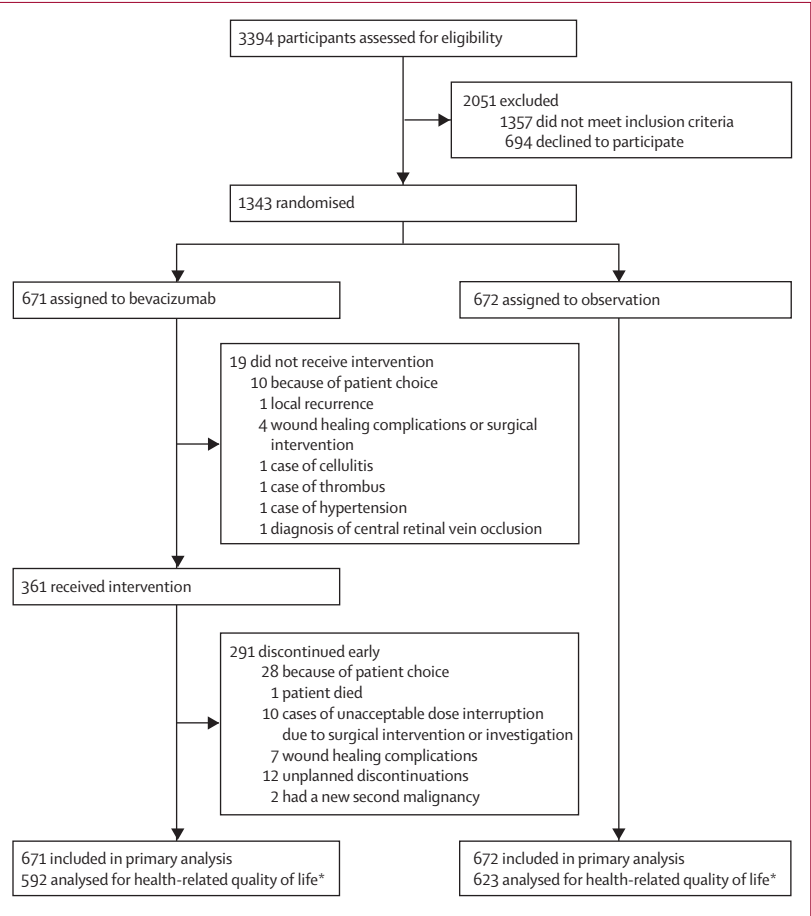 3394 participants assessed for eligibility
2051 excluded
1357 did not meet inclusion criteria
694 declined to participate
1343 randomised
671 assigned to bevacizumab
672 assigned to observation
19 did not receive intervention
10 because of patient choice
1 local recurrence
4 wound healing complications or surgical
intervention
1 case of cellulitis
1 case of thrombus
1 case of hypertension
1 diagnosis of central retinal vein occlusion
361 received intervention
291 discontinued early
28 because of patient choice
1 patient died
10 cases of unacceptable dose interruption
due to surgical intervention or investigation
7 wound healing complications
12 unplanned discontinuations
2 had a new second malignancy
671 included in primary analysis
592 analysed for health-related quality of life*
672 included in primary analysis
623 analysed for health-related quality of life*